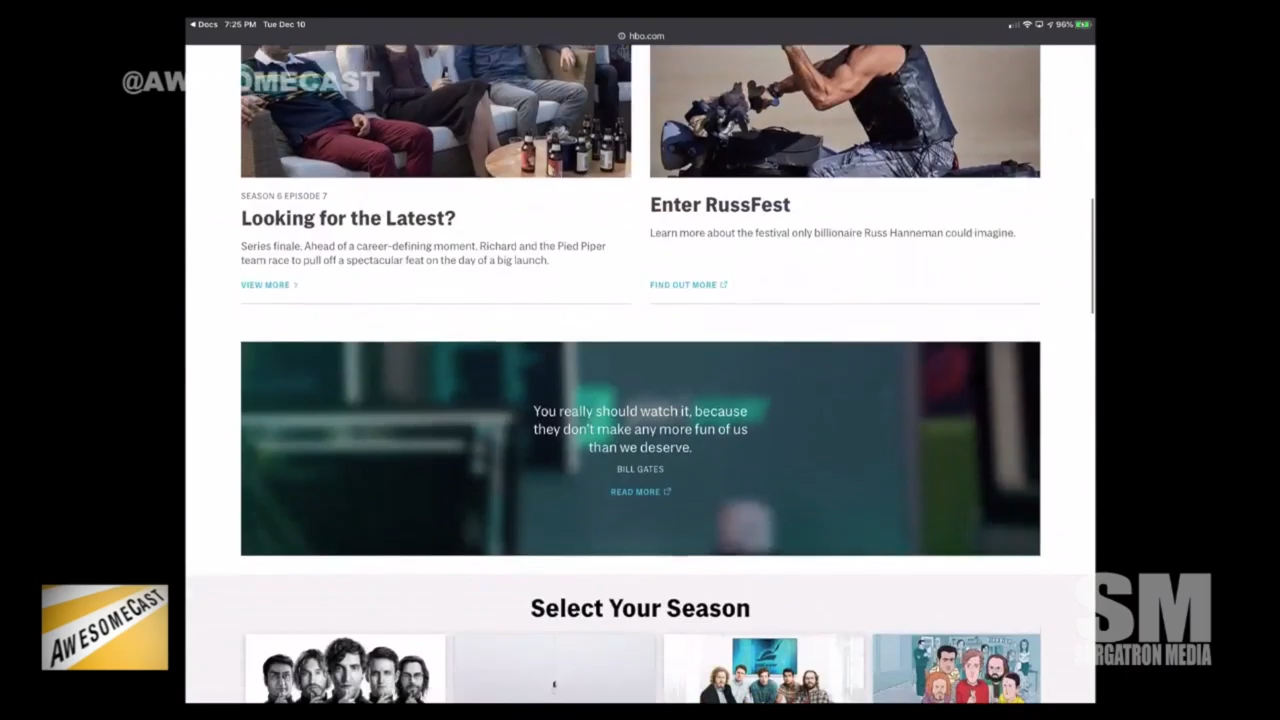 Docs 7:25 PM Tue Dec 10
96%
hbo.com
@AWESOMECAST
SEASON 6 EPISODE 7
Looking for the Latest?
Series finale. Ahead of a career-defining moment, Richard and the Pied Piper
team race to pull off a spectacular feat on the day of a big launch.
VIEW MORE
Enter RussFest
Learn more about the festival only billionaire Russ Hanneman could imagine.
FIND OUT MORE
You really should watch it, because
they don't make any more fun of us
than we deserve.
BILL GATES
READ MORE
Select Your Season
AWESOMECAST
SM
SORGATRON MEDIA